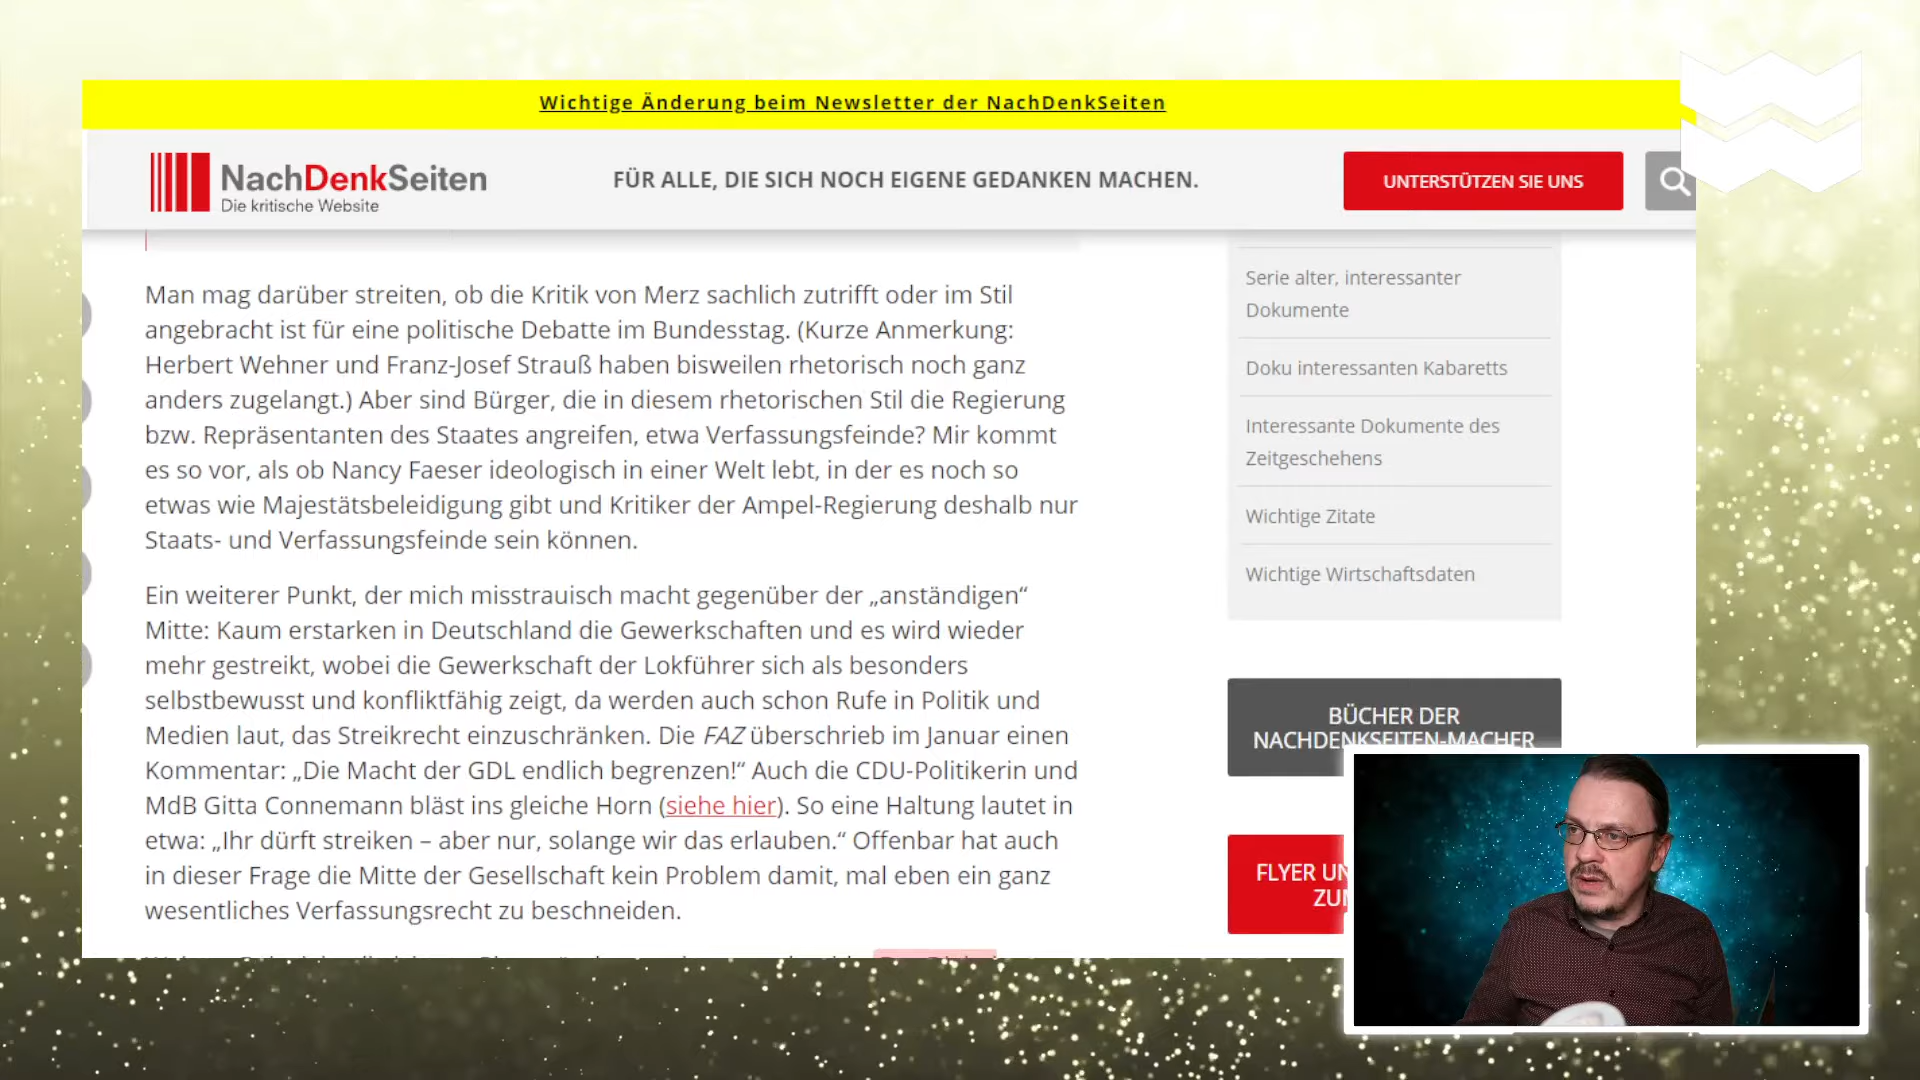 Wichtige Änderung beim Newsletter der NachDenkSeiten
NachDenkSeiten
Die kritische Website
FÜR ALLE, DIE SICH NOCH EIGENE GEDANKEN MACHEN.
UNTERSTÜTZEN SIE UNS
Man mag darüber streiten, ob die Kritik von Merz sachlich zutrifft oder im Stil
angebracht ist für eine politische Debatte im Bundesstag. (Kurze Anmerkung:
Herbert Wehner und Franz-Josef Strauß haben bisweilen rhetorisch noch ganz
anders zugelangt.) Aber sind Bürger, die in diesem rhetorischen Stil die Regierung
bzw. Repräsentanten des Staates angreifen, etwa Verfassungsfeinde? Mir kommt
es so vor, als ob Nancy Faeser ideologisch in einer Welt lebt, in der es noch so
etwas wie Majestätsbeleidigung gibt und Kritiker der Ampel-Regierung deshalb nur
Staats- und Verfassungsfeinde sein können.
Ein weiterer Punkt, der mich misstrauisch macht gegenüber der „anständigen“
Mitte: Kaum erstarken in Deutschland die Gewerkschaften und es wird wieder
mehr gestreikt, wobei die Gewerkschaft der Lokführer sich als besonders
selbstbewusst und konfliktfähig zeigt, da werden auch schon Rufe in Politik und
Medien laut, das Streikrecht einzuschränken. Die FAZ überschrieb im Januar einen
Kommentar: „Die Macht der GDL endlich begrenzen!“ Auch die CDU-Politikerin und
MdB Gitta Connemann bläst ins gleiche Horn (siehe hier). So eine Haltung lautet in
etwa: „Ihr dürft streiken – aber nur, solange wir das erlauben.“ Offenbar hat auch
in dieser Frage die Mitte der Gesellschaft kein Problem damit, mal eben ein ganz
wesentliches Verfassungsrecht zu beschneiden.
Serie alter, interessanter
Dokumente
Doku interessanten Kabaretts
Interessante Dokumente des
Zeitgeschehens
Wichtige Zitate
Wichtige Wirtschaftsdaten
BÜCHER DER
NACHDENKSEITEN-MACHER
FLYER